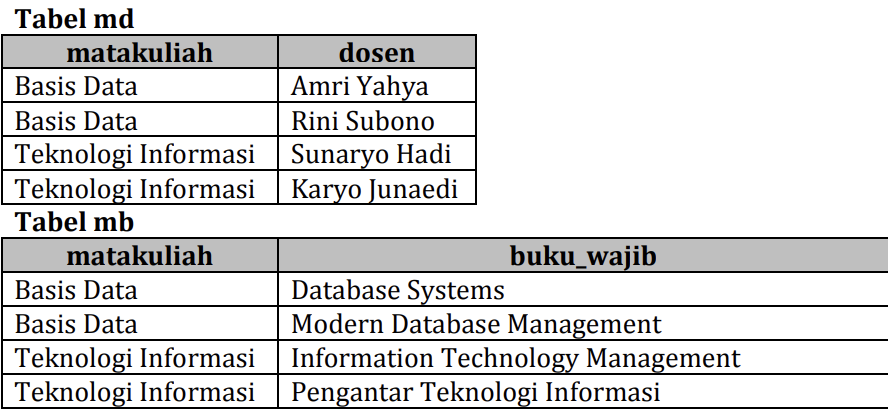 Tabel md
matakuliah dosen
Basis Data Amri Yahya
Basis Data Rini Subono
Teknologi Informasi Sunaryo Hadi
Teknologi Informasi Karyo Junaedi
Tabel mb
matakuliah buku_wajib
Basis Data Database Systems
Basis Data Modern Database Management
Teknologi Informasi Information Technology Management
Teknologi Informasi Pengantar Teknologi Informasi